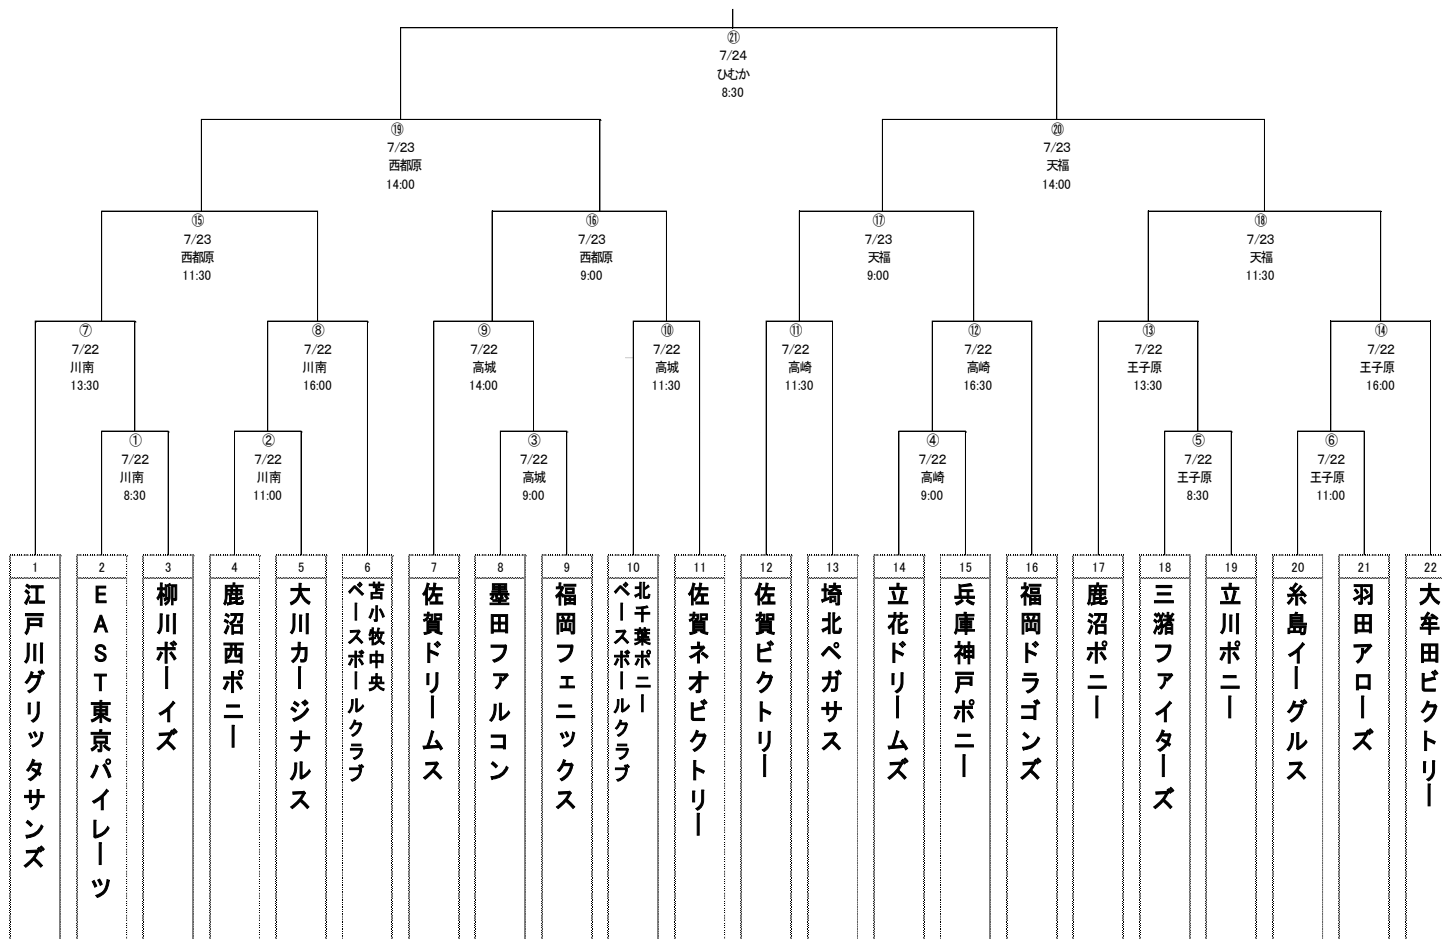 ㉑
7/24
ひむか
8:30
⑲
7/23
西都原
14:00
⑳
7/23
天福
14:00
⑮
7/23
西都原
11:30
⑯
7/23
西都原
9:00
⑰
7/23
天福
9:00
⑱
7/23
天福
11:30
⑦
7/22
川南
13:30
⑧
7/22
川南
16:00
⑨
7/22
高城
14:00
⑩
7/22
高城
11:30
⑪
7/22
高崎
11:30
⑫
7/22
高崎
16:30
⑬
7/22
王子原
13:30
⑭
7/22
王子原
16:00
①
7/22
川南
8:30
②
7/22
川南
11:00
③
7/22
高城
9:00
④
7/22
高崎
9:00
⑤
7/22
王子原
8:30
⑥
7/22
王子原
11:00
1
江戸川グリッタサンズ
2
EAST東京パイレーツ
3
柳川ボーイズ
4
鹿沼西ポニー
5
大川カージナルス
6
苫小牧中央
ベースボールクラブ
7
佐賀ドリームス
8
墨田ファルコン
9
福岡フェニックス
10
北千葉ポニー
ベースボールクラブ
11
佐賀ネオビクトリー
12
佐賀ビクトリー
13
埼北ペガサス
14
立花ドリームズ
15
兵庫神戸ポニー
16
福岡ドラゴンズ
17
鹿沼ポニー
18
三潴ファイターズ
19
立川ポニー
20
糸島イーグルス
21
羽田アローズ
22
大牟田ビクトリー